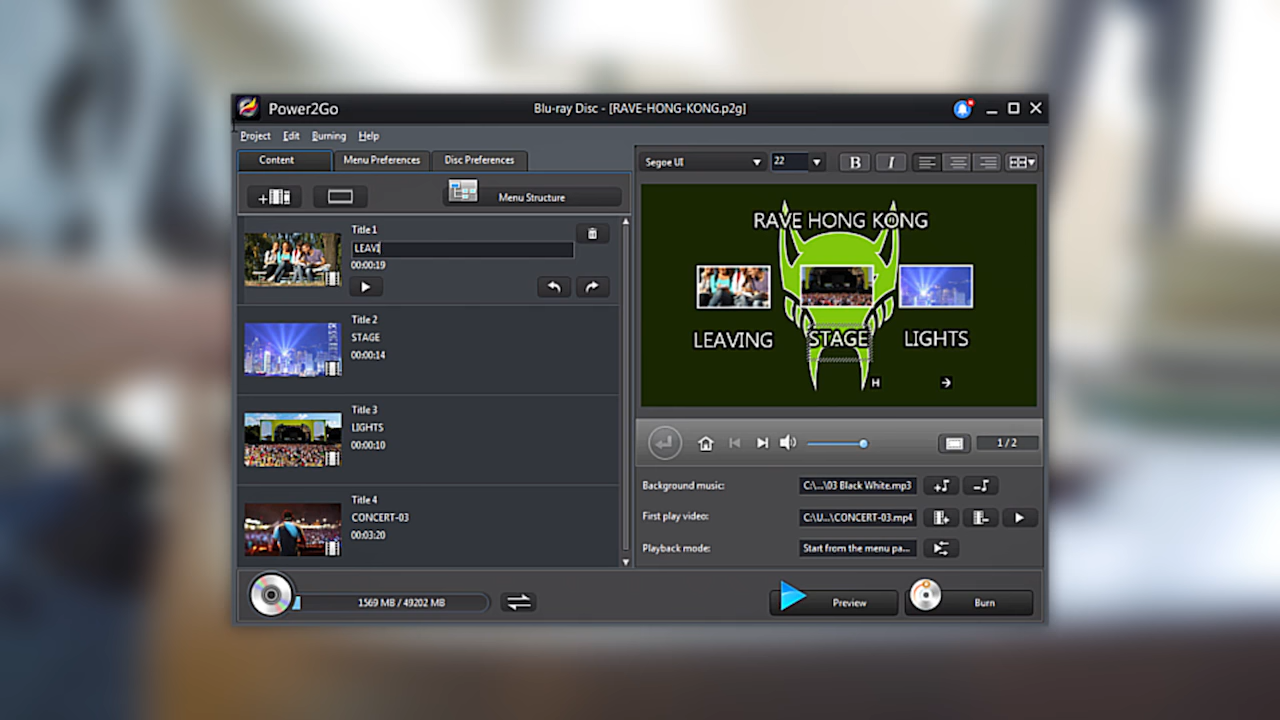 Power2Go
Blu-ray Disc - [RAVE-HONG-KONG.p2g]
Project Edit Burning Help
Content Menu Preferences Disc Preferences
Menu Structure
Title 1
LEAVI
00:00:19
Title 2
STAGE
00:00:14
Title 3
LIGHTS
00:00:10
Title 4
CONCERT-03
00:03:20
1569 MB / 49202 MB
Segoe UI 22 B I
RAVE HONG KONG
LEAVING STAGE LIGHTS
H
1 / 2
Background music: C:\...\03 Black White.mp3
First play video: C:\U...\CONCERT-03.mp4
Playback mode: Start from the menu pa...
Preview Burn